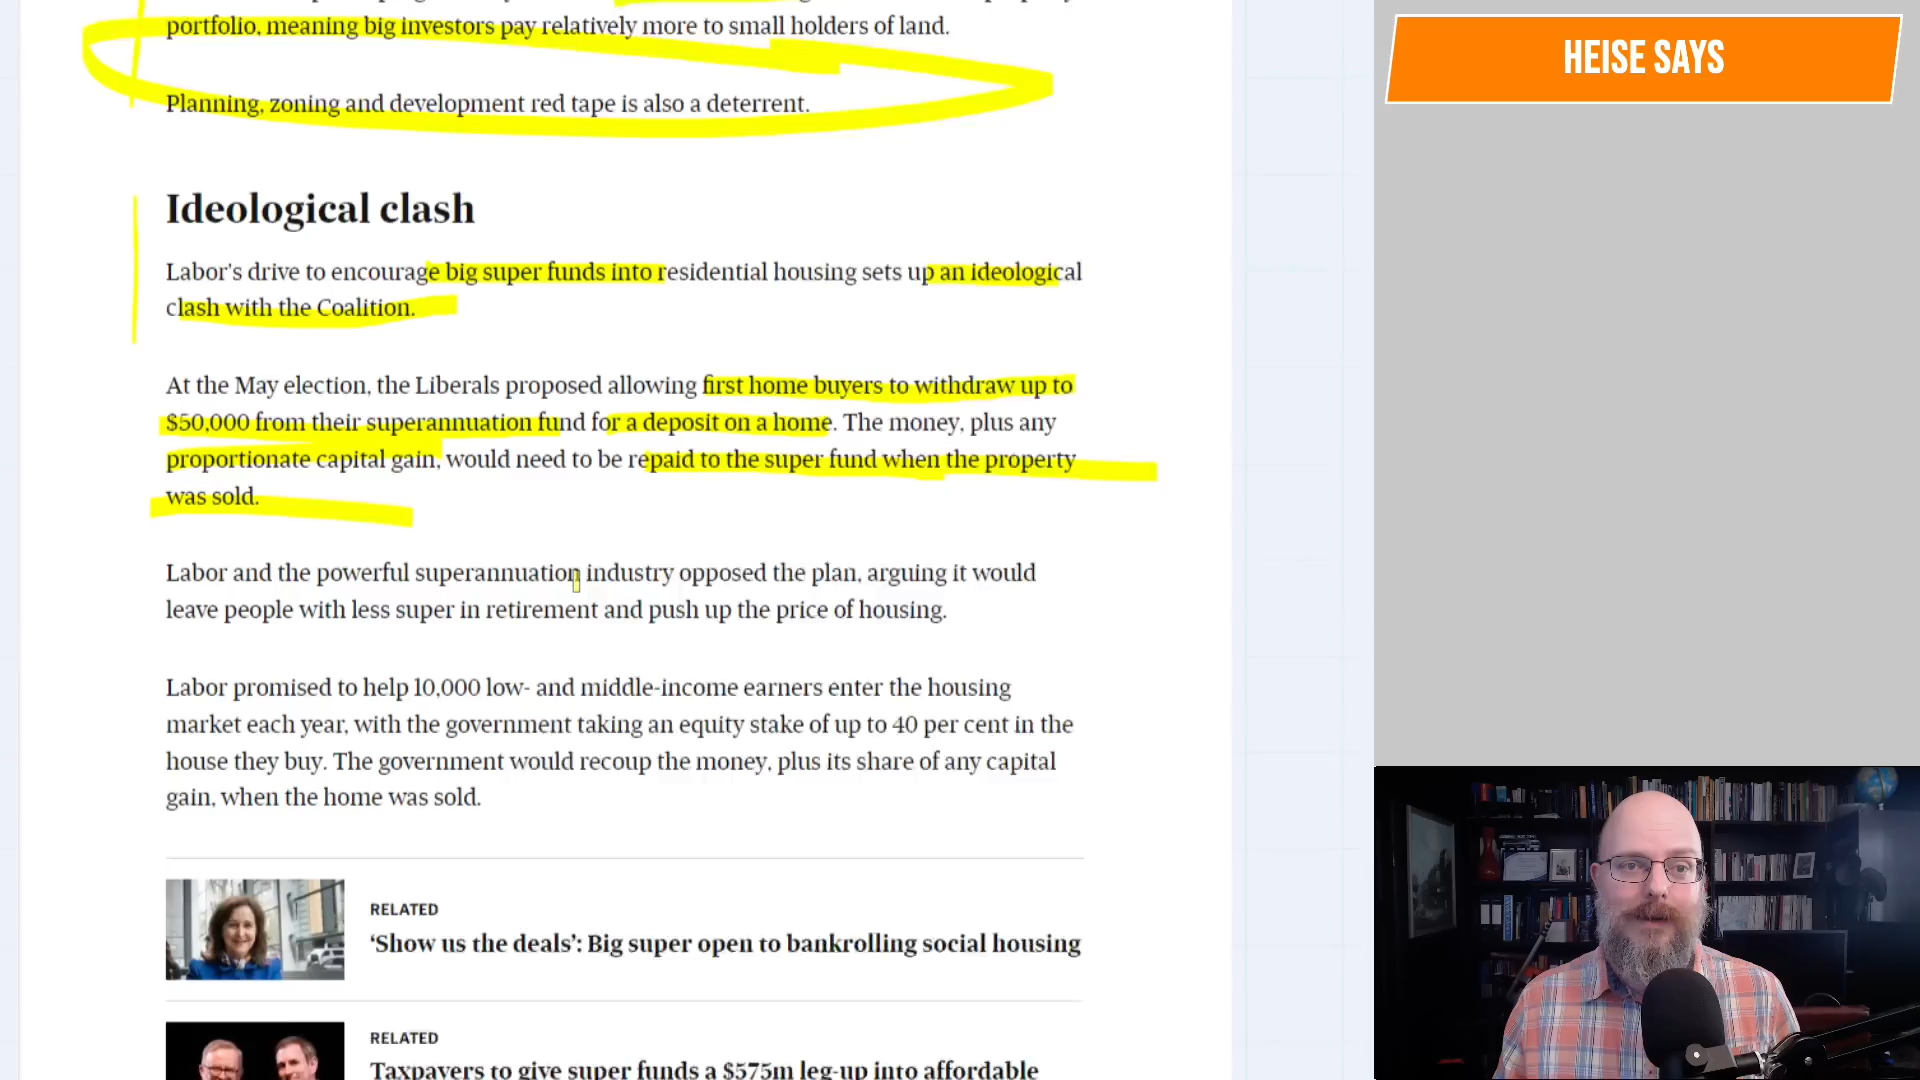 portfolio, meaning big investors pay relatively more to small holders of land.
Planning, zoning and development red tape is also a deterrent.
Ideological clash
Labor's drive to encourage big super funds into residential housing sets up an ideological
clash with the Coalition.
At the May election, the Liberals proposed allowing first home buyers to withdraw up to
$50,000 from their superannuation fund for a deposit on a home. The money, plus any
proportionate capital gain, would need to be repaid to the super fund when the property
was sold.
Labor and the powerful superannuation industry opposed the plan, arguing it would
leave people with less super in retirement and push up the price of housing.
Labor promised to help 10,000 low- and middle-income earners enter the housing
market each year, with the government taking an equity stake of up to 40 per cent in the
house they buy. The government would recoup the money, plus its share of any capital
gain, when the home was sold.
RELATED
‘Show us the deals’: Big super open to bankrolling social housing
RELATED
Taxpayers to give super funds a $575m leg-up into affordable
HEISE SAYS